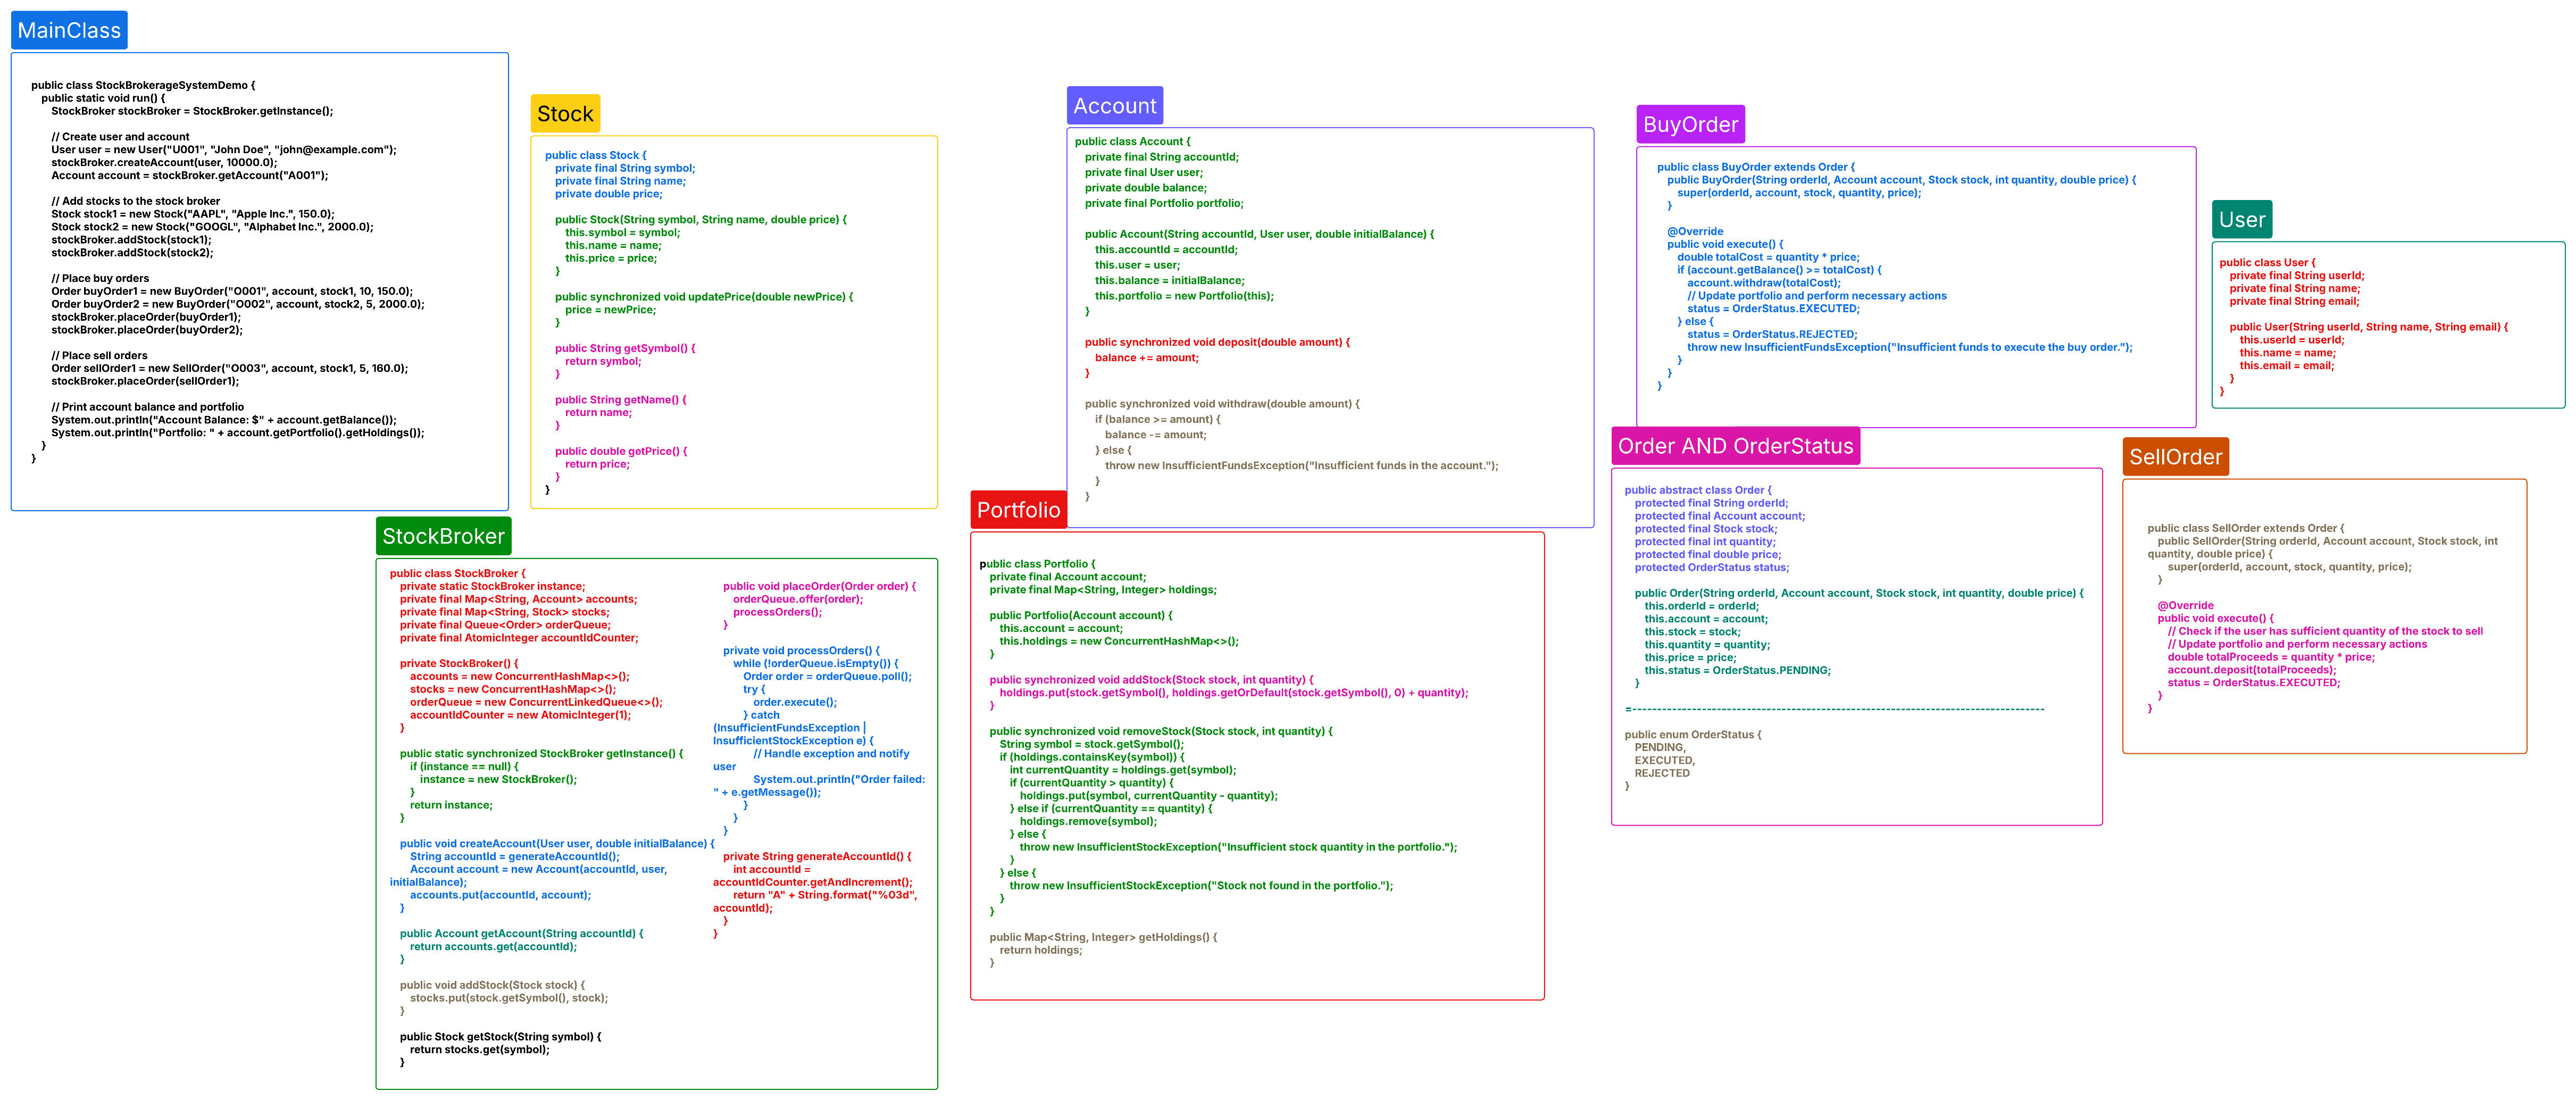 MainClass
public class StockBrokerageSystemDemo {
public static void run() {
StockBroker stockBroker = StockBroker.getInstance();
// Create user and account
User user = new User("U001", "John Doe", "john@example.com");
stockBroker.createAccount(user, 10000.0);
Account account = stockBroker.getAccount("A001");
// Add stocks to the stock broker
Stock stock1 = new Stock("AAPL", "Apple Inc.", 150.0);
Stock stock2 = new Stock("GOOGL", "Alphabet Inc.", 2000.0);
stockBroker.addStock(stock1);
stockBroker.addStock(stock2);
// Place buy orders
Order buyOrder1 = new BuyOrder("O001", account, stock1, 10, 150.0);
Order buyOrder2 = new BuyOrder("O002", account, stock2, 5, 2000.0);
stockBroker.placeOrder(buyOrder1);
stockBroker.placeOrder(buyOrder2);
// Place sell orders
Order sellOrder1 = new SellOrder("O003", account, stock1, 5, 160.0);
stockBroker.placeOrder(sellOrder1);
// Print account balance and portfolio
System.out.println("Account Balance: $" + account.getBalance());
System.out.println("Portfolio: " + account.getPortfolio().getHoldings());
}
}
Stock
public class Stock {
private final String symbol;
private final String name;
private double price;
public Stock(String symbol, String name, double price) {
this.symbol = symbol;
this.name = name;
this.price = price;
}
public synchronized void updatePrice(double newPrice) {
price = newPrice;
}
public String getSymbol() {
return symbol;
}
public String getName() {
return name;
}
public double getPrice() {
return price;
}
}
Account
public class Account {
private final String accountId;
private final User user;
private double balance;
private final Portfolio portfolio;
public Account(String accountId, User user, double initialBalance) {
this.accountId = accountId;
this.user = user;
this.balance = initialBalance;
this.portfolio = new Portfolio(this);
}
public synchronized void deposit(double amount) {
balance += amount;
}
public synchronized void withdraw(double amount) {
if (balance >= amount) {
balance -= amount;
} else {
throw new InsufficientFundsException("Insufficient funds in the account.");
}
}
BuyOrder
public class BuyOrder extends Order {
public BuyOrder(String orderId, Account account, Stock stock, int quantity, double price) {
super(orderId, account, stock, quantity, price);
}
@Override
public void execute() {
double totalCost = quantity * price;
if (account.getBalance() >= totalCost) {
account.withdraw(totalCost);
// Update portfolio and perform necessary actions
status = OrderStatus.EXECUTED;
} else {
status = OrderStatus.REJECTED;
throw new InsufficientFundsException("Insufficient funds to execute the buy order.");
}
}
}
User
public class User {
private final String userId;
private final String name;
private final String email;
public User(String userId, String name, String email) {
this.userId = userId;
this.name = name;
this.email = email;
}
}
StockBroker
public class StockBroker {
private static StockBroker instance;
private final Map<String, Account> accounts;
private final Map<String, Stock> stocks;
private final Queue<Order> orderQueue;
private final AtomicInteger accountIdCounter;
private StockBroker() {
accounts = new ConcurrentHashMap<>();
stocks = new ConcurrentHashMap<>();
orderQueue = new ConcurrentLinkedQueue<>();
accountIdCounter = new AtomicInteger(1);
}
public static synchronized StockBroker getInstance() {
if (instance == null) {
instance = new StockBroker();
}
return instance;
}
public void createAccount(User user, double initialBalance) {
String accountId = generateAccountId();
Account account = new Account(accountId, user,
initialBalance);
accounts.put(accountId, account);
}
public Account getAccount(String accountId) {
return accounts.get(accountId);
}
public void addStock(Stock stock) {
stocks.put(stock.getSymbol(), stock);
}
public Stock getStock(String symbol) {
return stocks.get(symbol);
}
public void placeOrder(Order order) {
orderQueue.offer(order);
processOrders();
}
private void processOrders() {
while (!orderQueue.isEmpty()) {
Order order = orderQueue.poll();
try {
order.execute();
} catch
(InsufficientFundsException |
InsufficientStockException e) {
// Handle exception and notify
user
System.out.println("Order failed:
" + e.getMessage());
}
}
}
private String generateAccountId() {
int accountId =
accountIdCounter.getAndIncrement();
return "A" + String.format("%03d",
accountId);
}
}
Portfolio
public class Portfolio {
private final Account account;
private final Map<String, Integer> holdings;
public Portfolio(Account account) {
this.account = account;
this.holdings = new ConcurrentHashMap<>();
}
public synchronized void addStock(Stock stock, int quantity) {
holdings.put(stock.getSymbol(), holdings.getOrDefault(stock.getSymbol(), 0) + quantity);
}
public synchronized void removeStock(Stock stock, int quantity) {
String symbol = stock.getSymbol();
if (holdings.containsKey(symbol)) {
int currentQuantity = holdings.get(symbol);
if (currentQuantity > quantity) {
holdings.put(symbol, currentQuantity - quantity);
} else if (currentQuantity == quantity) {
holdings.remove(symbol);
} else {
throw new InsufficientStockException("Insufficient stock quantity in the portfolio.");
}
} else {
throw new InsufficientStockException("Stock not found in the portfolio.");
}
}
public Map<String, Integer> getHoldings() {
return holdings;
}
Order AND OrderStatus
public abstract class Order {
protected final String orderId;
protected final Account account;
protected final Stock stock;
protected final int quantity;
protected final double price;
protected OrderStatus status;
public Order(String orderId, Account account, Stock stock, int quantity, double price) {
this.orderId = orderId;
this.account = account;
this.stock = stock;
this.quantity = quantity;
this.price = price;
this.status = OrderStatus.PENDING;
}
=-----------------------------------------------------------------------------------
public enum OrderStatus {
PENDING,
EXECUTED,
REJECTED
}
SellOrder
public class SellOrder extends Order {
public SellOrder(String orderId, Account account, Stock stock, int
quantity, double price) {
super(orderId, account, stock, quantity, price);
}
@Override
public void execute() {
// Check if the user has sufficient quantity of the stock to sell
// Update portfolio and perform necessary actions
double totalProceeds = quantity * price;
account.deposit(totalProceeds);
status = OrderStatus.EXECUTED;
}
}